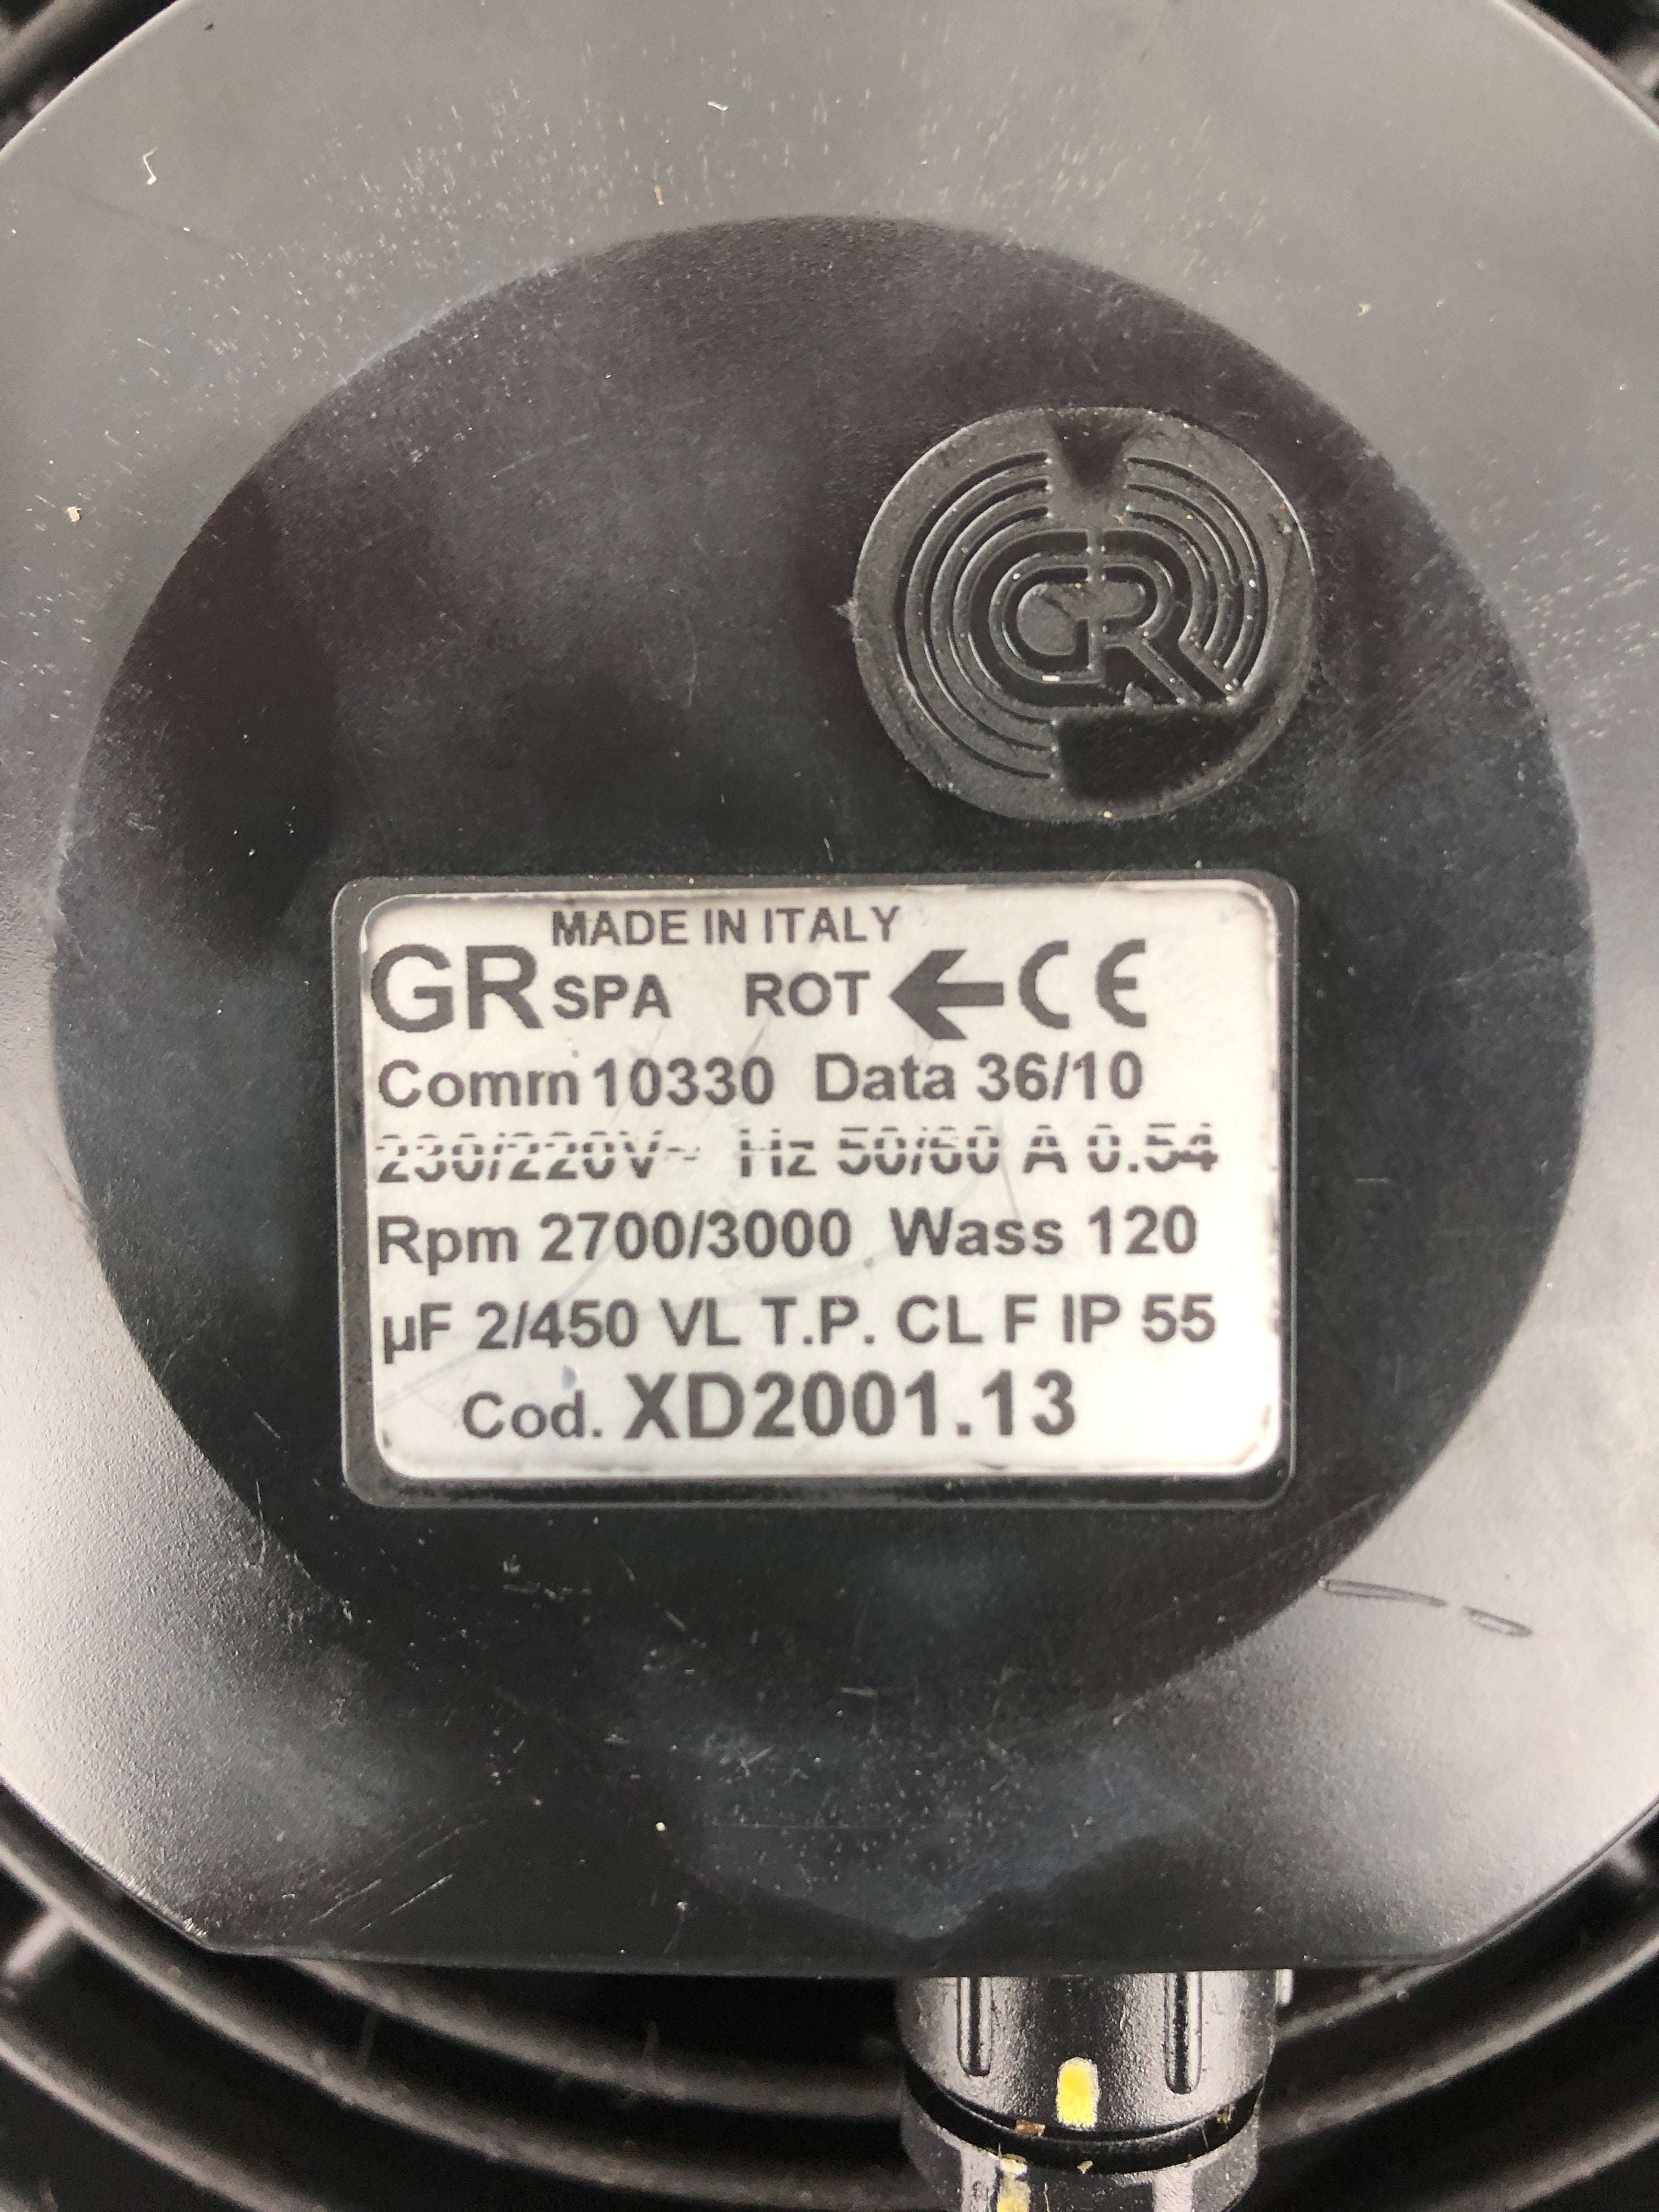 GR
MADE IN ITALY
GR SPA ROT CE
Comm 10330 Data 36/10
230/220V~ Hz 50/60 A 0.54
Rpm 2700/3000 Wass 120
µF 2/450 VL T.P. CL F IP 55
Cod. XD2001.13